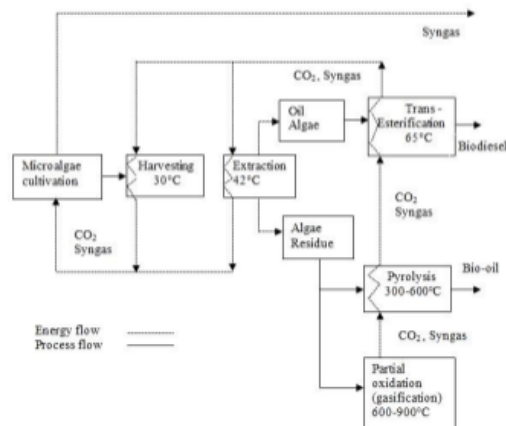 Syngas
CO₂, Syngas
Oil
Algae
Trans -
Esterification
65°C
Biodiesel
Microalgae
cultivation
Harvesting
30°C
Extraction
42°C
CO₂
Syngas
CO₂
Syngas
Algae
Residue
Pyrolysis
300-600°C
Bio-oil
Energy flow
Process flow
CO₂, Syngas
Partial
oxidation
(gasification)
600-900°C